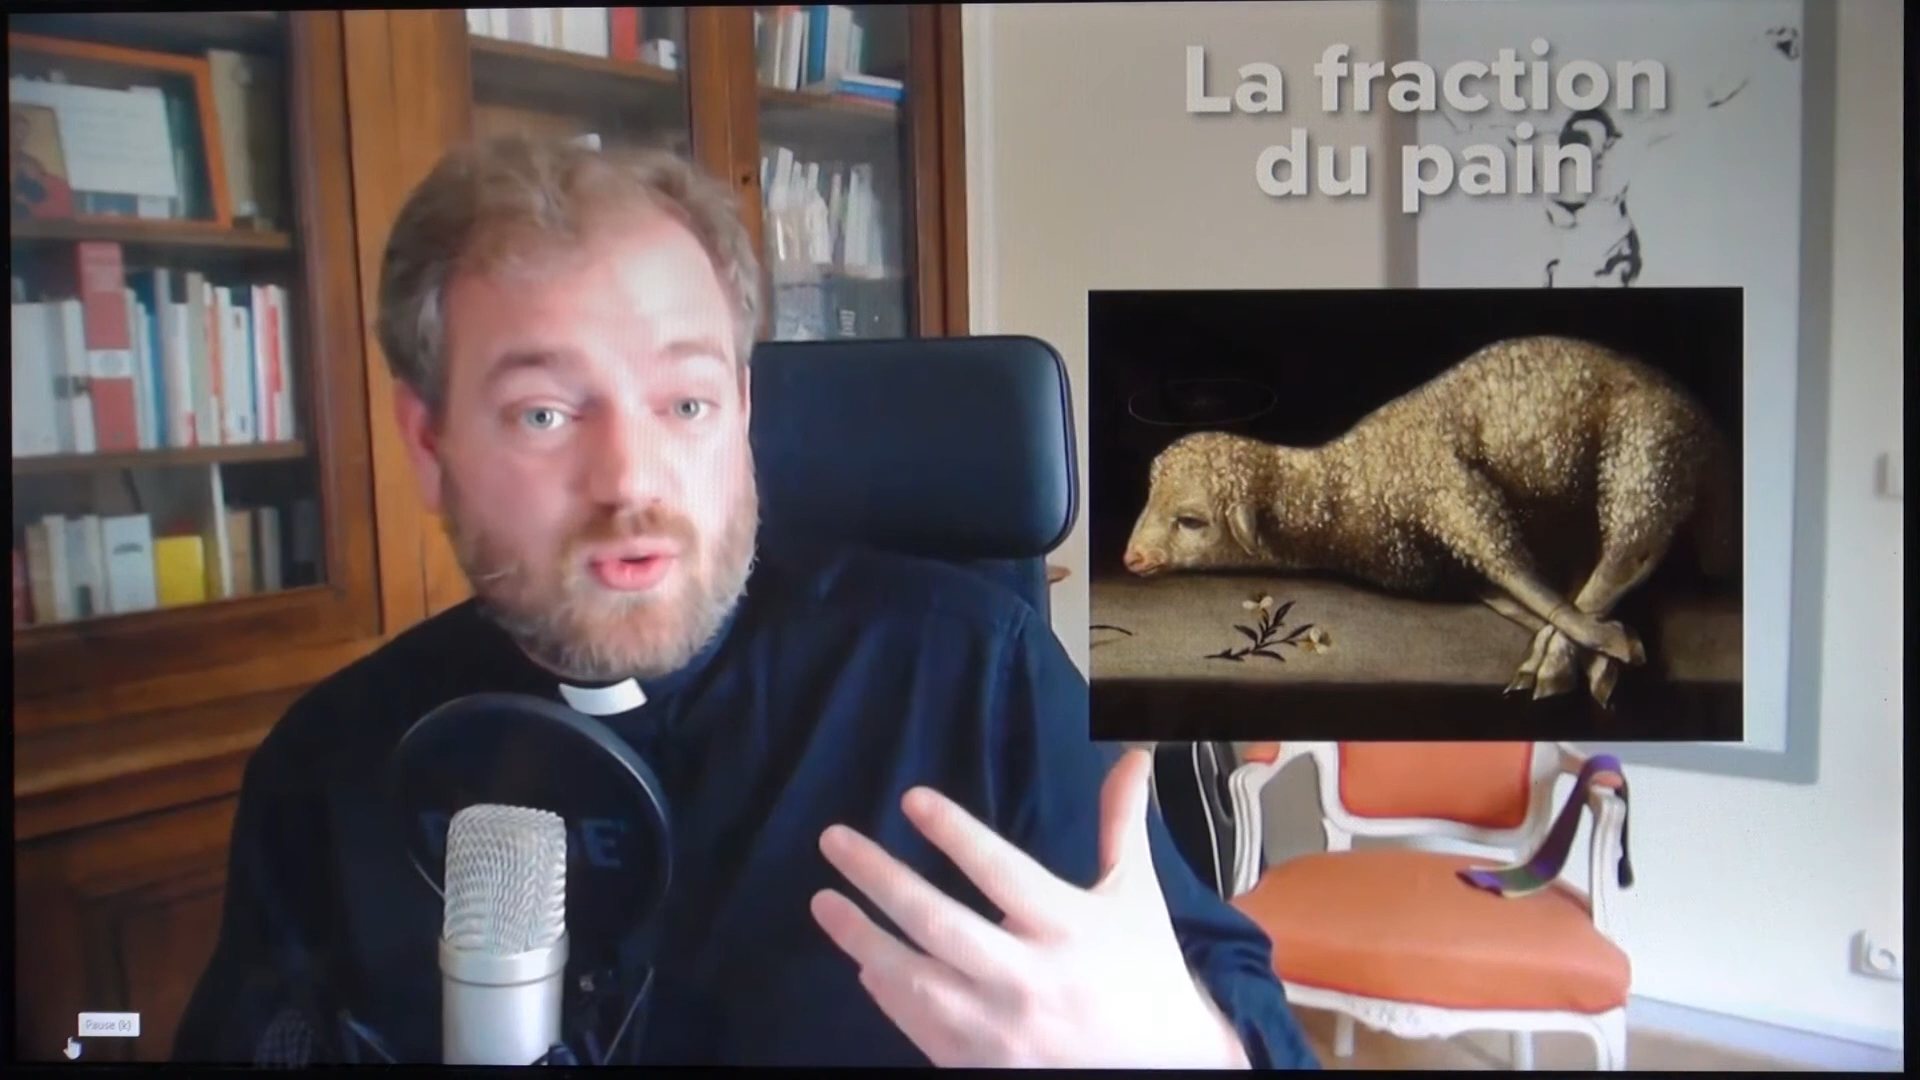 La fraction
du pain
Pause (k)